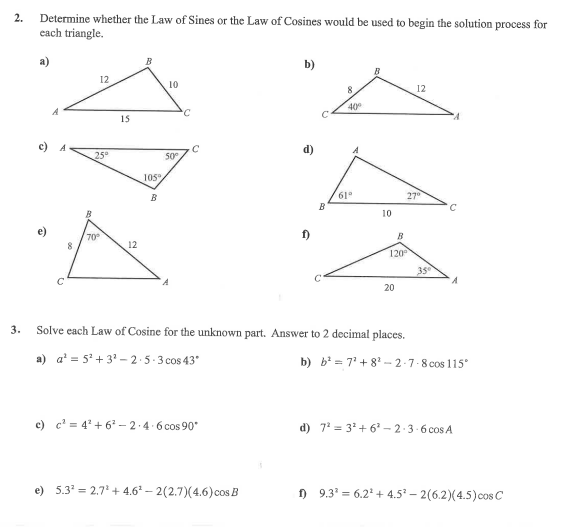 2. Determine whether the Law of Sines or the Law of Cosines would be used to begin the solution process for
each triangle.
a) B
12
10
A
C
15
b) B
8
12
40°
C
A
c) A
C
25°
50°
105°
B
d) A
61°
27°
B
C
10
e) B
70°
8
12
C
A
f) B
120°
35°
C
A
20
3. Solve each Law of Cosine for the unknown part. Answer to 2 decimal places.
a) a² = 5² + 3² − 2 · 5 · 3 cos 43°
b) b² = 7² + 8² − 2 · 7 · 8 cos 115°
c) c² = 4² + 6² − 2 · 4 · 6 cos 90°
d) 7² = 3² + 6² − 2 · 3 · 6 cos A
e) 5.3² = 2.7² + 4.6² − 2(2.7)(4.6) cos B
f) 9.3² = 6.2² + 4.5² − 2(6.2)(4.5) cos C